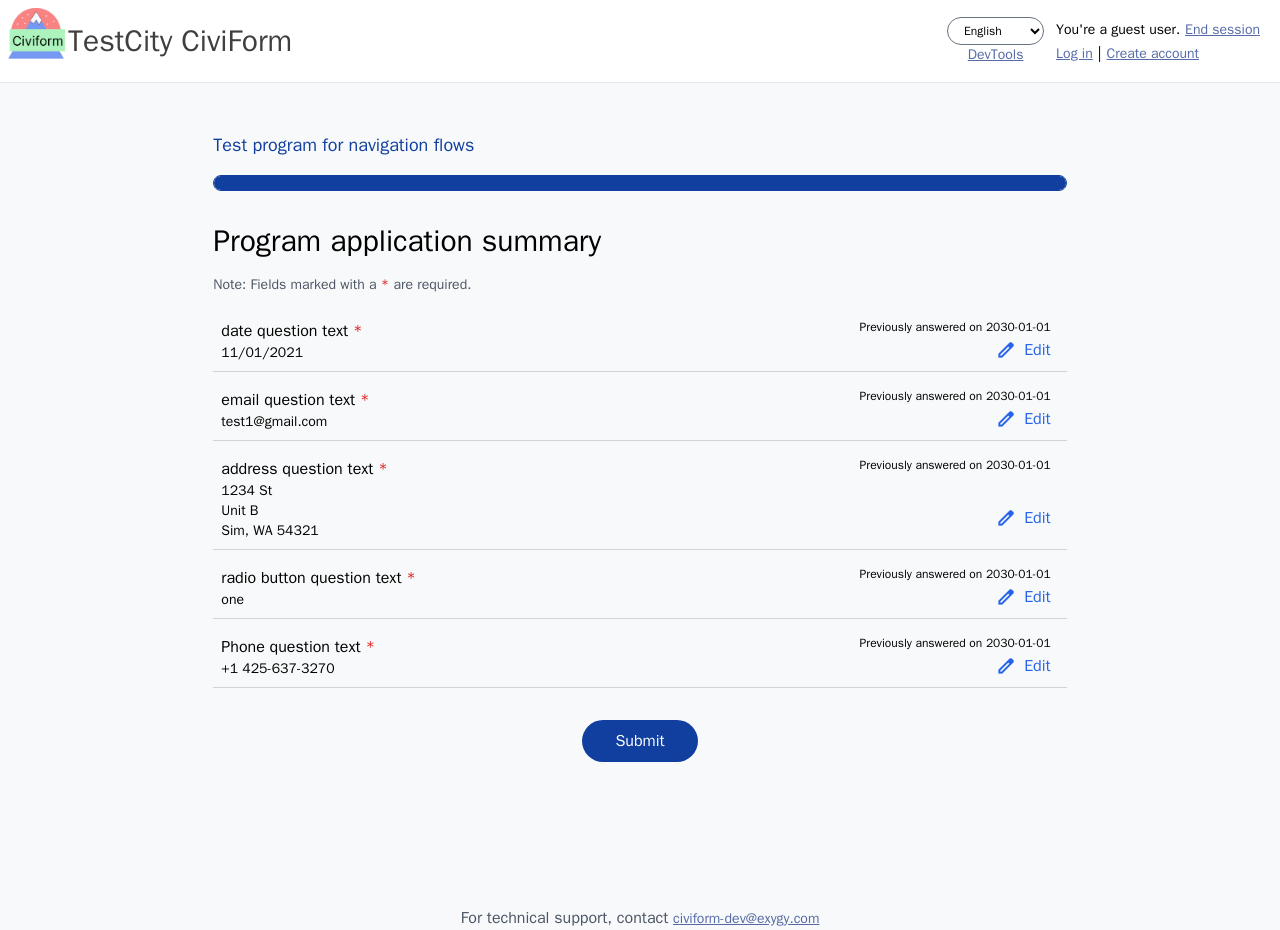 Civiform TestCity CiviForm
English
DevTools
You're a guest user. End session
Log in | Create account
Test program for navigation flows
Program application summary
Note: Fields marked with a * are required.
date question text *
11/01/2021
Previously answered on 2030-01-01
Edit
email question text *
test1@gmail.com
Previously answered on 2030-01-01
Edit
address question text *
1234 St
Unit B
Sim, WA 54321
Previously answered on 2030-01-01
Edit
radio button question text *
one
Previously answered on 2030-01-01
Edit
Phone question text *
+1 425-637-3270
Previously answered on 2030-01-01
Edit
Submit
For technical support, contact civiform-dev@exygy.com